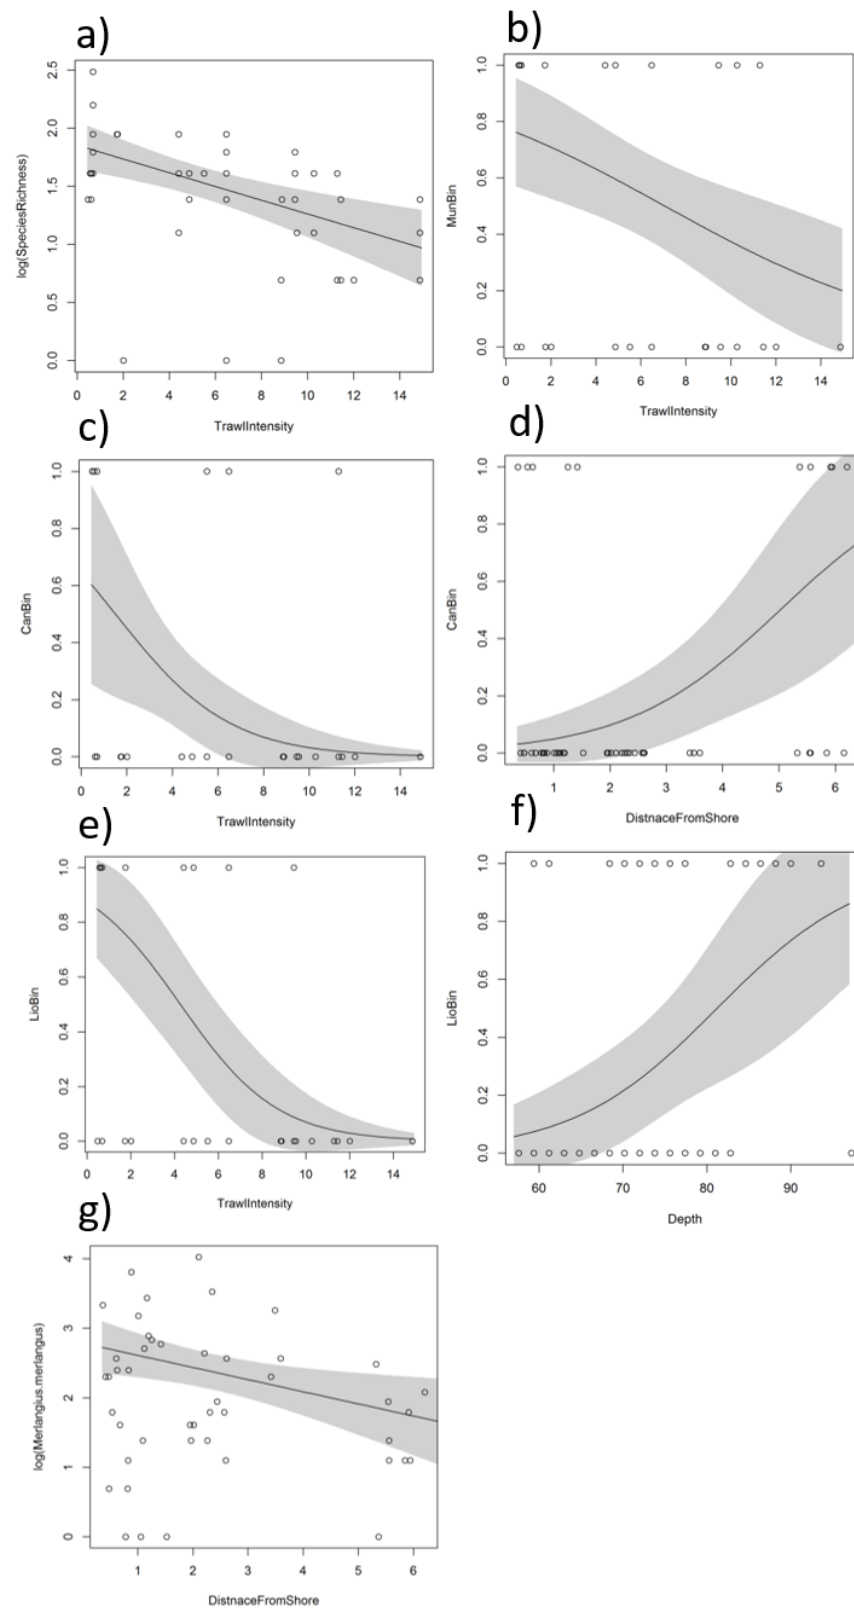 a)
log(SpeciesRichness)
2.5
2.0
1.5
1.0
0.5
0.0
0 2 4 6 8 10 12 14
TrawlIntensity
b)
MunBin
1.0
0.8
0.6
0.4
0.2
0.0
0 2 4 6 8 10 12 14
TrawlIntensity
c)
CanBin
1.0
0.8
0.6
0.4
0.2
0.0
0 2 4 6 8 10 12 14
TrawlIntensity
d)
CanBin
1.0
0.8
0.6
0.4
0.2
0.0
1 2 3 4 5 6
DistnaceFromShore
e)
LioBin
1.0
0.8
0.6
0.4
0.2
0.0
0 2 4 6 8 10 12 14
TrawlIntensity
f)
LioBin
1.0
0.8
0.6
0.4
0.2
0.0
60 70 80 90
Depth
g)
log(Merlangius.merlangus)
4
3
2
1
0
1 2 3 4 5 6
DistnaceFromShore